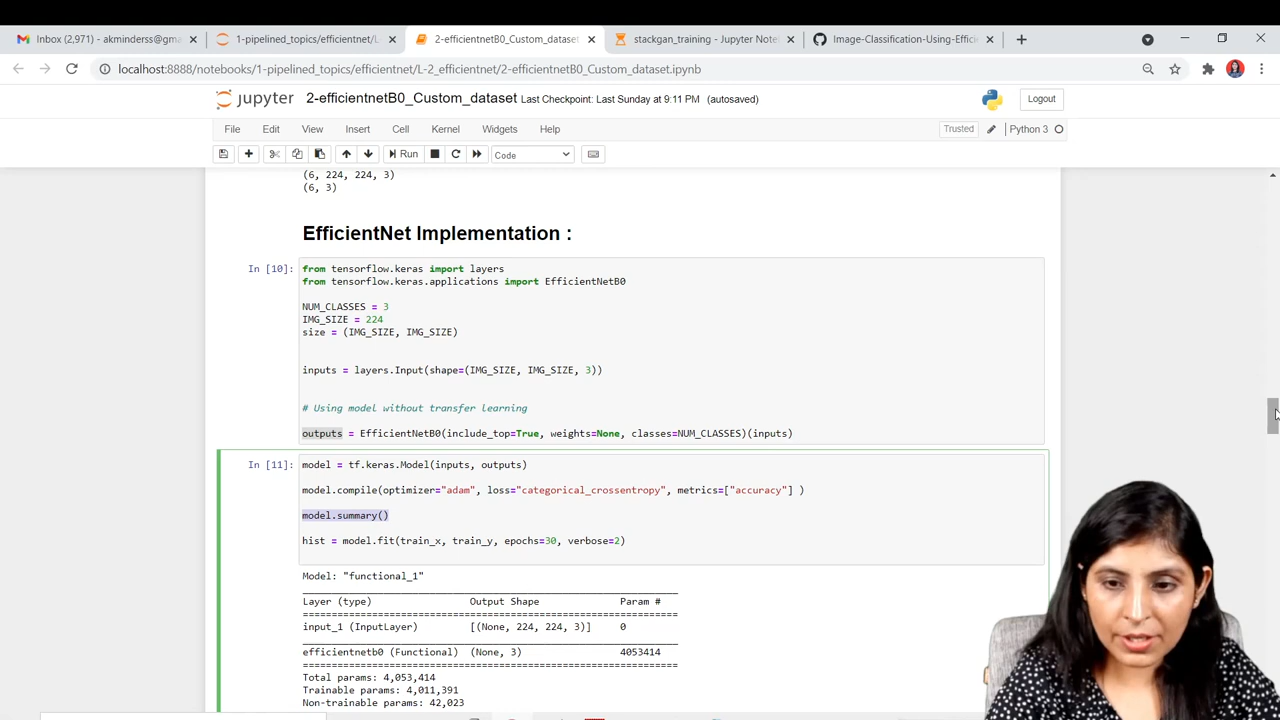 Inbox (2,971) - akminderss@gma
1-pipelined_topics/efficientnet/L-
2-efficientnetB0_Custom_dataset
stackgan_training - Jupyter Note
Image-Classification-Using-Effici
localhost:8888/notebooks/1-pipelined_topics/efficientnet/L-2_efficientnet/2-efficientnetB0_Custom_dataset.ipynb
jupyter 2-efficientnetB0_Custom_dataset Last Checkpoint: Last Sunday at 9:11 PM (autosaved)
Logout
File Edit View Insert Cell Kernel Widgets Help
Trusted Python 3
Run Code
(6, 224, 224, 3)
(6, 3)
EfficientNet Implementation :
In [10]: from tensorflow.keras import layers
from tensorflow.keras.applications import EfficientNetB0
NUM_CLASSES = 3
IMG_SIZE = 224
size = (IMG_SIZE, IMG_SIZE)
inputs = layers.Input(shape=(IMG_SIZE, IMG_SIZE, 3))
# Using model without transfer learning
outputs = EfficientNetB0(include_top=True, weights=None, classes=NUM_CLASSES)(inputs)
In [11]: model = tf.keras.Model(inputs, outputs)
model.compile(optimizer="adam", loss="categorical_crossentropy", metrics=["accuracy"] )
model.summary()
hist = model.fit(train_x, train_y, epochs=30, verbose=2)
Model: "functional_1"
Layer (type) Output Shape Param #
input_1 (InputLayer) [(None, 224, 224, 3)] 0
efficientnetb0 (Functional) (None, 3) 4053414
Total params: 4,053,414
Trainable params: 4,011,391
Non-trainable params: 42,023